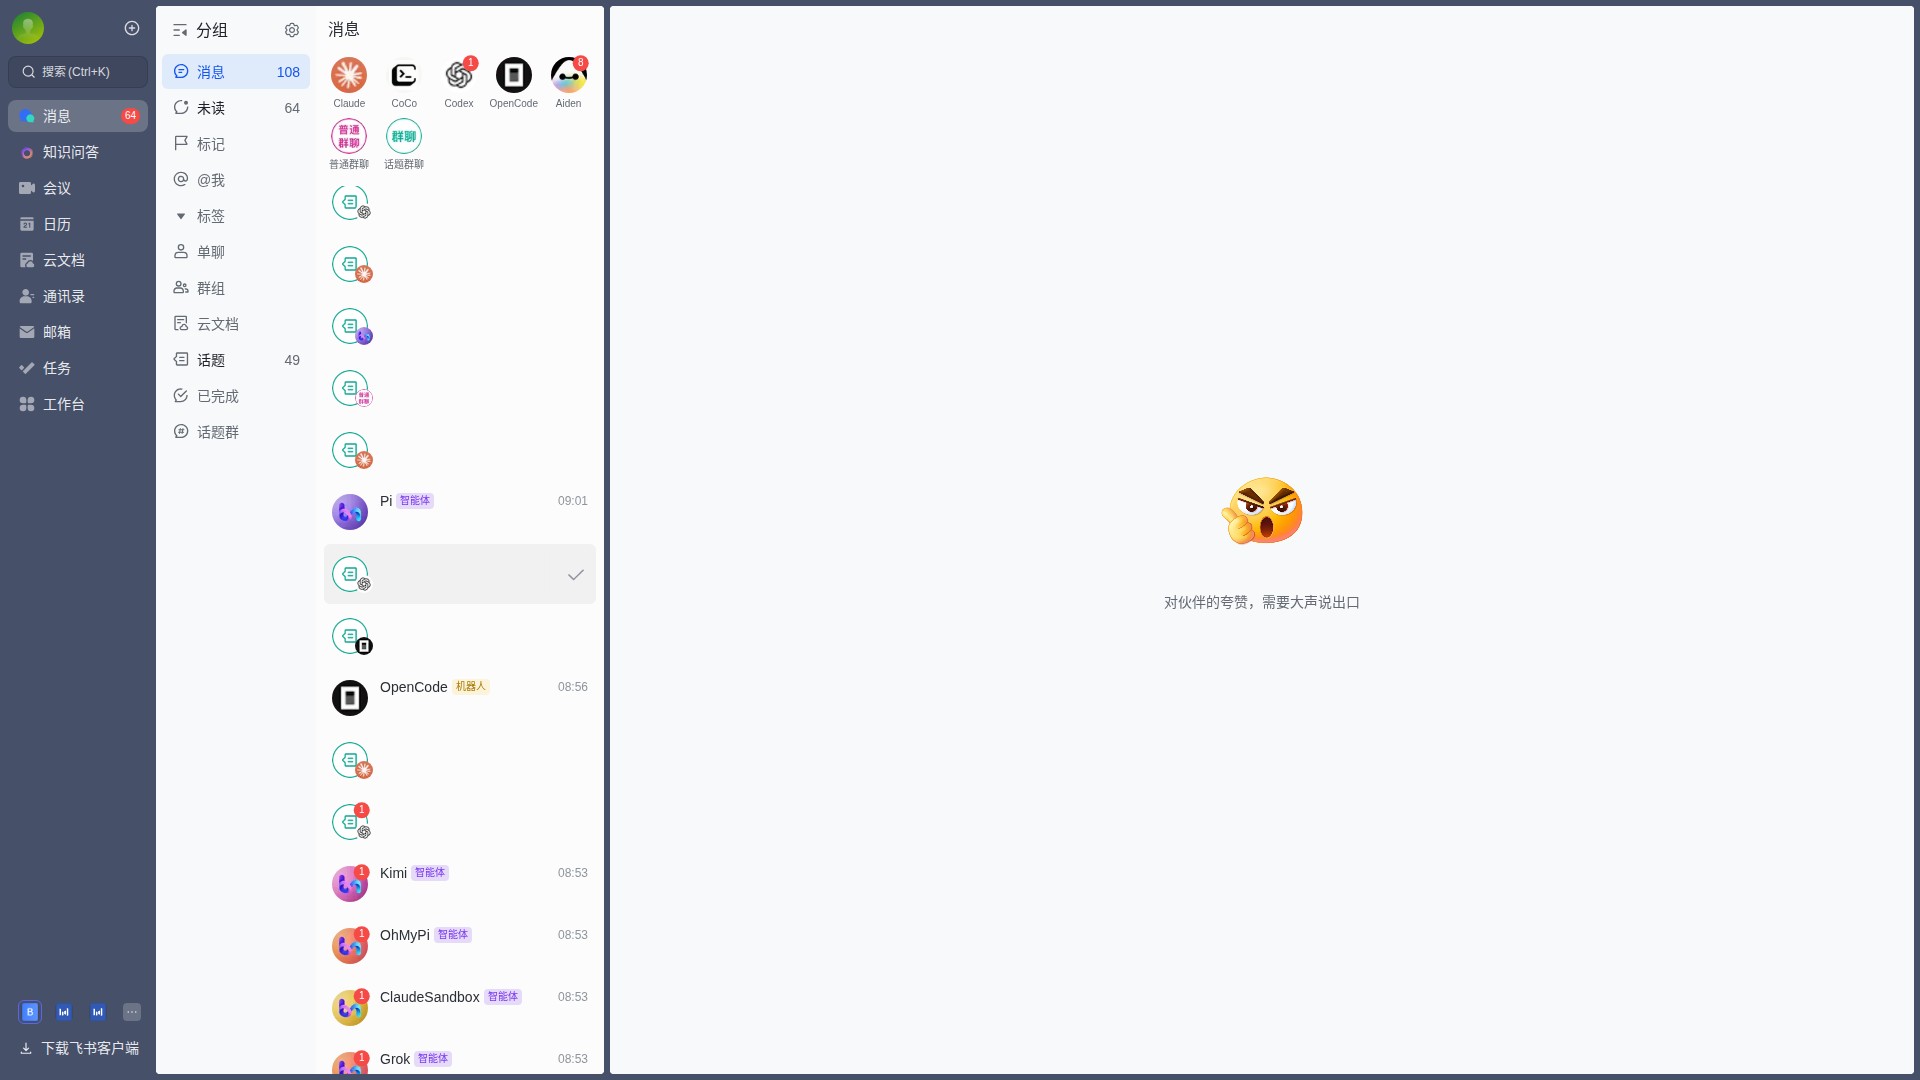 搜索 (Ctrl+K)
消息 64
知识问答
会议
日历
云文档
通讯录
邮箱
任务
工作台
B
下载飞书客户端
分组
消息 108
未读 64
标记
@我
标签
单聊
群组
云文档
话题 49
已完成
话题群
消息
1
8
Claude
CoCo
Codex
OpenCode
Aiden
普通
群聊
群聊
普通群聊
话题群聊
普通
群聊
Pi 智能体 09:01
OpenCode 机器人 08:56
1
1
Kimi 智能体 08:53
1
OhMyPi 智能体 08:53
1
ClaudeSandbox 智能体 08:53
1
Grok 智能体 08:53
对伙伴的夸赞，需要大声说出口